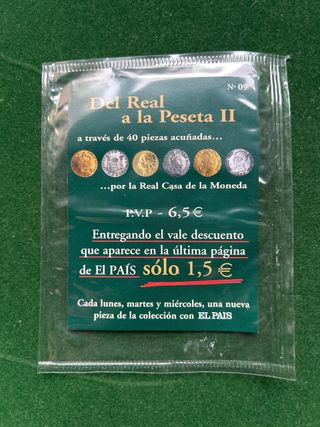 Nº 09
Del Real
a la Peseta II
a través de 40 piezas acuñadas...
...por la Real Casa de la Moneda
P.V.P - 6,5 €
Entregando el vale descuento
que aparece en la última página
de El PAÍS sólo 1,5 €
Cada lunes, martes y miércoles, una nueva
pieza de la colección con EL PAIS